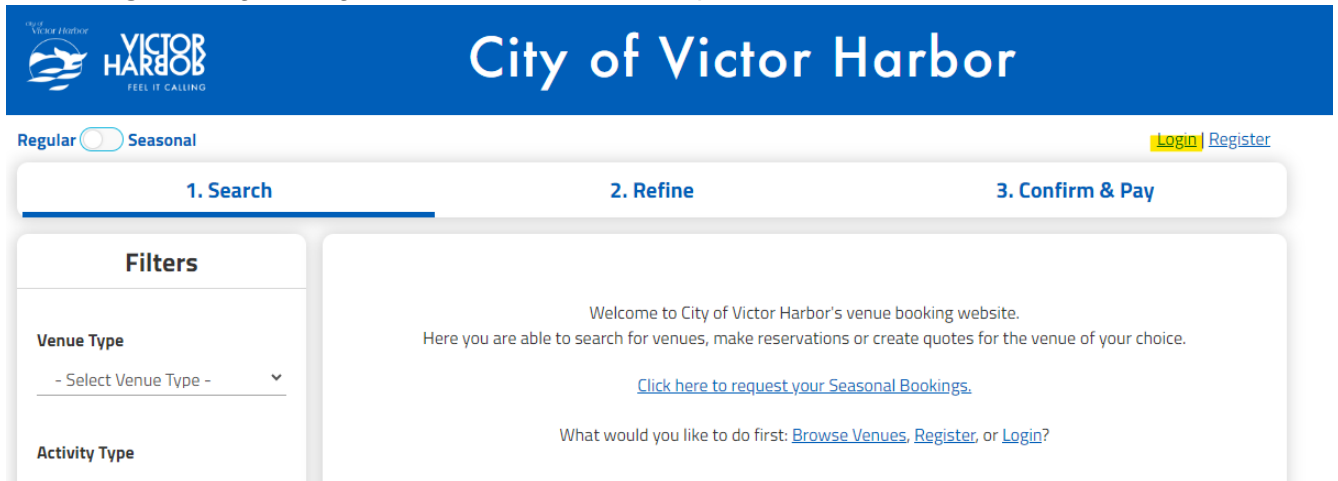 city of
Victor Harbor
VICTOR
HARBOR
FEEL IT CALLING
City of Victor Harbor
Regular Seasonal
Login | Register
1. Search
2. Refine
3. Confirm & Pay
Filters
Venue Type
- Select Venue Type -
Activity Type
Welcome to City of Victor Harbor's venue booking website.
Here you are able to search for venues, make reservations or create quotes for the venue of your choice.
Click here to request your Seasonal Bookings.
What would you like to do first: Browse Venues, Register, or Login?